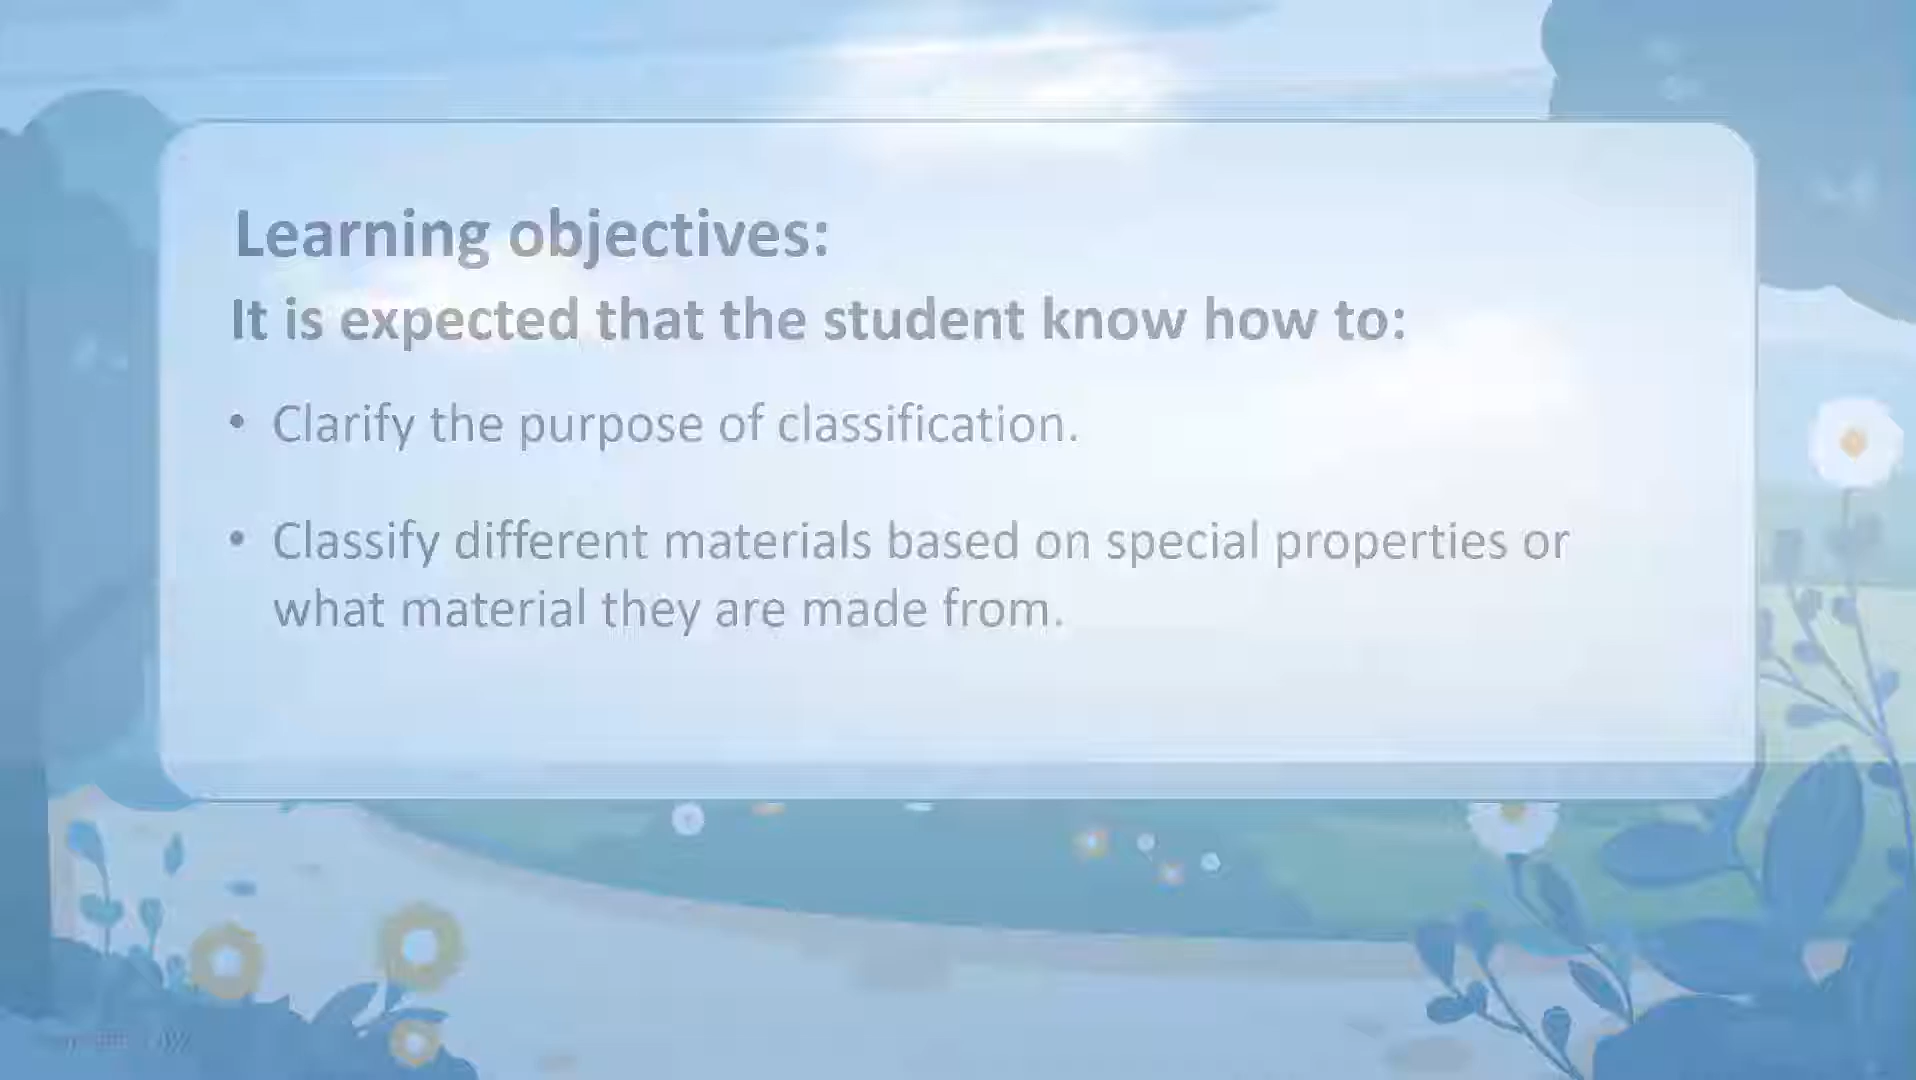 Learning objectives:
It is expected that the student know how to:
• Clarify the purpose of classification.
• Classify different materials based on special properties or
what material they are made from.